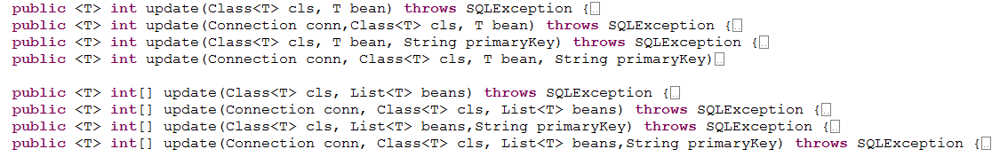 public <T> int update(Class<T> cls, T bean) throws SQLException {..
public <T> int update(Connection conn,Class<T> cls, T bean) throws SQLException {..
public <T> int update(Class<T> cls, T bean, String primaryKey) throws SQLException {..
public <T> int update(Connection conn, Class<T> cls, T bean, String primaryKey)..
public <T> int[] update(Class<T> cls, List<T> beans) throws SQLException {..
public <T> int[] update(Connection conn, Class<T> cls, List<T> beans) throws SQLException {..
public <T> int[] update(Class<T> cls, List<T> beans,String primaryKey) throws SQLException {..
public <T> int[] update(Connection conn, Class<T> cls, List<T> beans,String primaryKey) throws SQLException {..